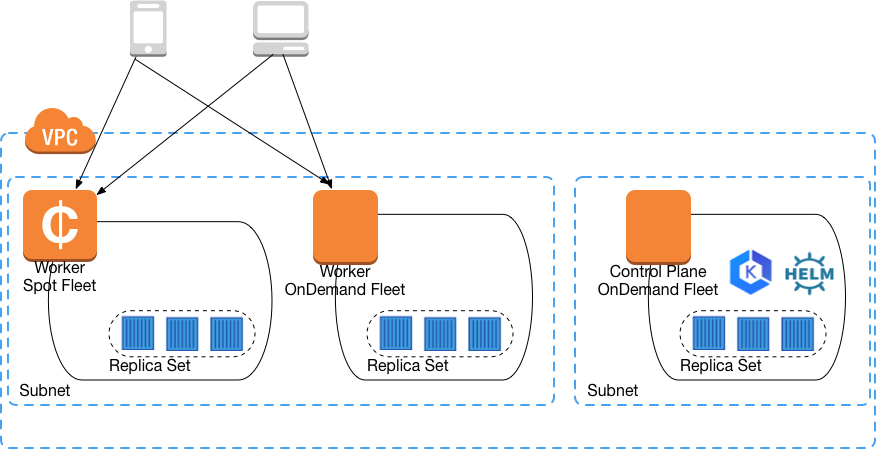 VPC
₵
Worker
Spot Fleet
Replica Set
Subnet
Worker
OnDemand Fleet
Replica Set
Control Plane
OnDemand Fleet
K
HELM
Replica Set
Subnet